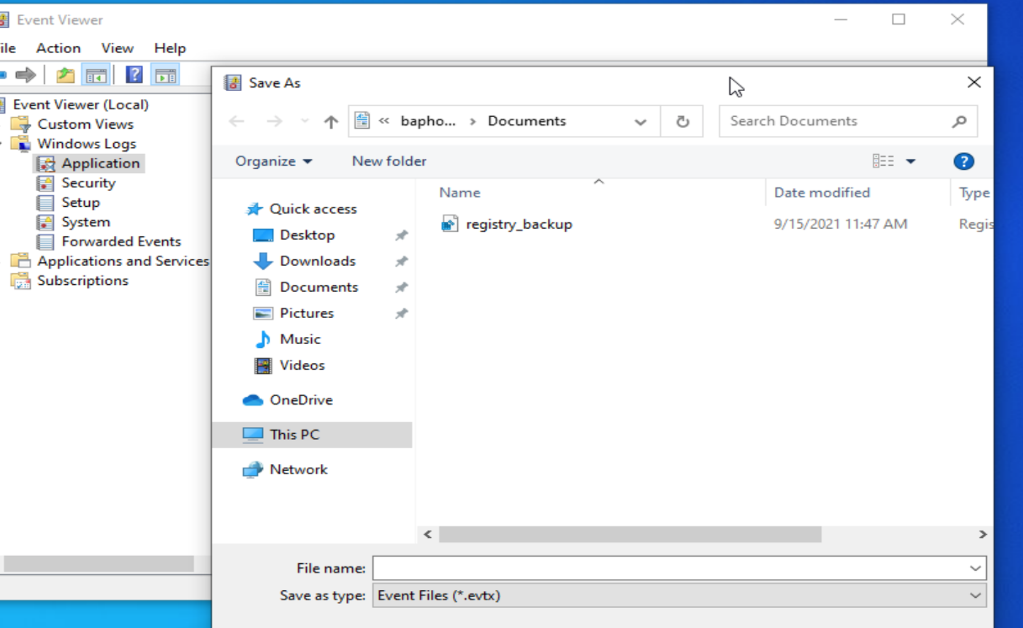 Event Viewer
ile Action View Help
Event Viewer (Local)
Custom Views
Windows Logs
Application
Security
Setup
System
Forwarded Events
Applications and Services
Subscriptions
Save As
« bapho... › Documents
Search Documents
Organize New folder
Name Date modified Type
Quick access
Desktop
Downloads
Documents
Pictures
Music
Videos
OneDrive
This PC
Network
registry_backup 9/15/2021 11:47 AM Regis
File name:
Save as type: Event Files (*.evtx)